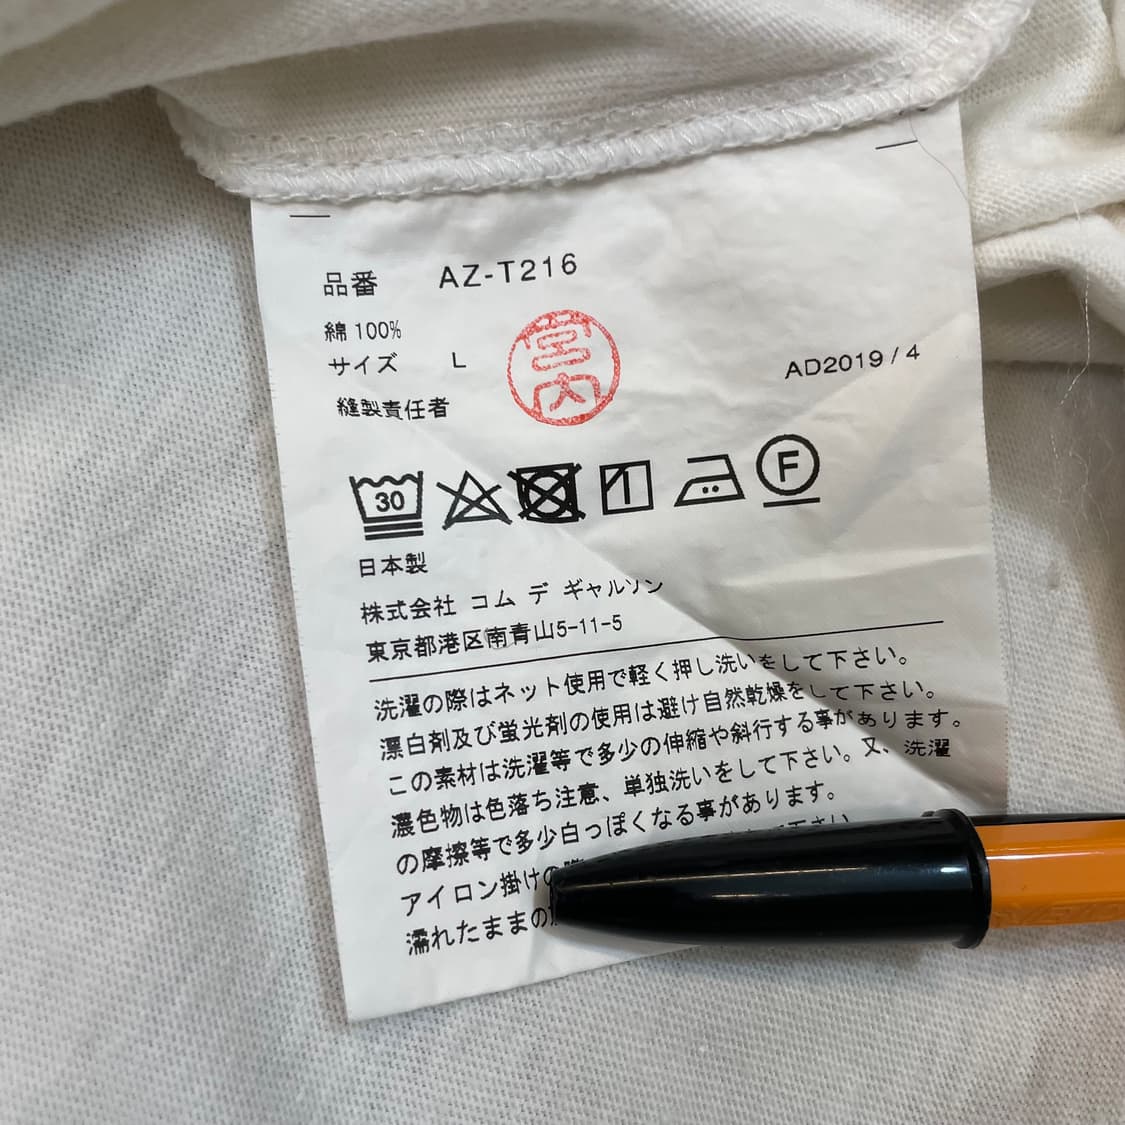 品番 AZ-T216
綿 100%
サイズ L
宮内
AD2019 / 4
縫製責任者
30
F
日本製
株式会社 コム デ ギャルソン
東京都港区南青山5-11-5
洗濯の際はネット使用で軽く押し洗いをして下さい。
漂白剤及び蛍光剤の使用は避け自然乾燥をして下さい。
この素材は洗濯等で多少の伸縮や斜行する事があります。
濃色物は色落ち注意、単独洗いをして下さい。又、洗濯
の摩擦等で多少白っぽくなる事があります。
アイロン掛けの際
濡れたままの